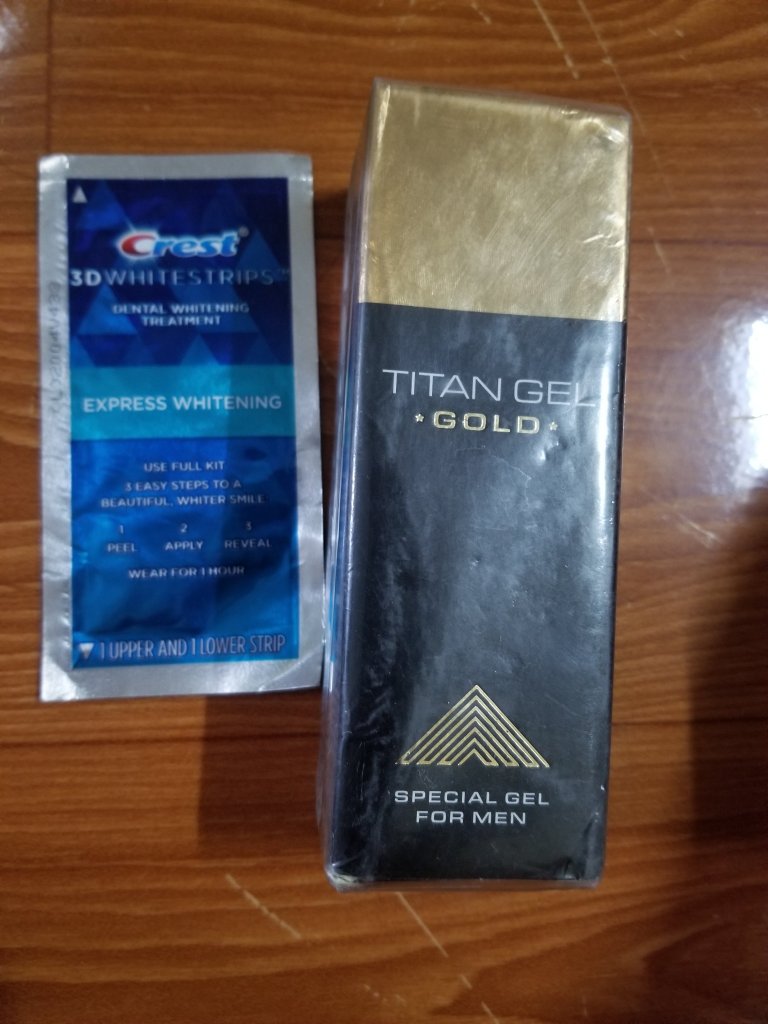 Crest®
3DWHITESTRIPS™
DENTAL WHITENING
TREATMENT
EXPRESS WHITENING
USE FULL KIT
3 EASY STEPS TO A
BEAUTIFUL, WHITER SMILE.
1 2 3
PEEL APPLY REVEAL
WEAR FOR 1 HOUR
1 UPPER AND 1 LOWER STRIP
TITAN GEL
GOLD
SPECIAL GEL
FOR MEN